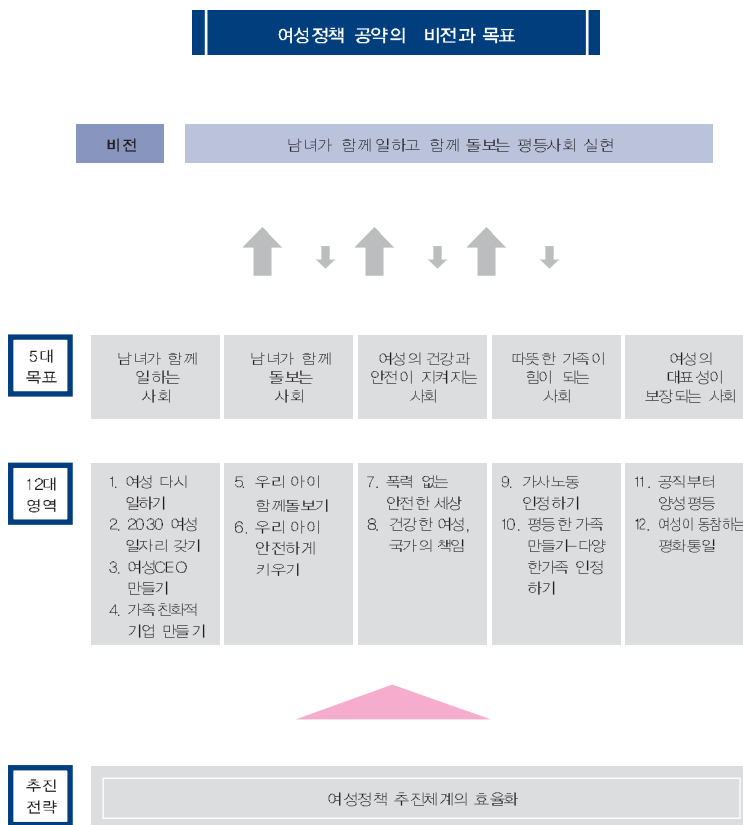 여성정책 공약의 비전과 목표
비전
남녀가 함께일하고 함께 돌보는 평등사회 실현
5대
목표
남녀가 함께
일하는
사회
남녀가 함께
돌보는
사회
여성의 건강과
안전이 지켜지는
사회
따뜻한 가족이
힘이 되는
사회
여성의
대표성이
보장되는 사회
12대
영역
1. 여성 다시
일하기
2. 2030 여성
일자리 갖기
3. 여성CEO
만들기
4. 가족친화적
기업 만들기
5. 우리 아이
함께돌보기
6. 우리 아이
안전하게
키우기
7. 폭력 없는
안전한 세상
8. 건강한 여성,
국가의 책임
9. 가사노동
인정하기
10. 평등한 가족
만들기-다양
한가족 인정
하기
11. 공직부터
양성평등
12. 여성이 동참하는
평화통일
추진
전략
여성정책 추진체계의 효율화